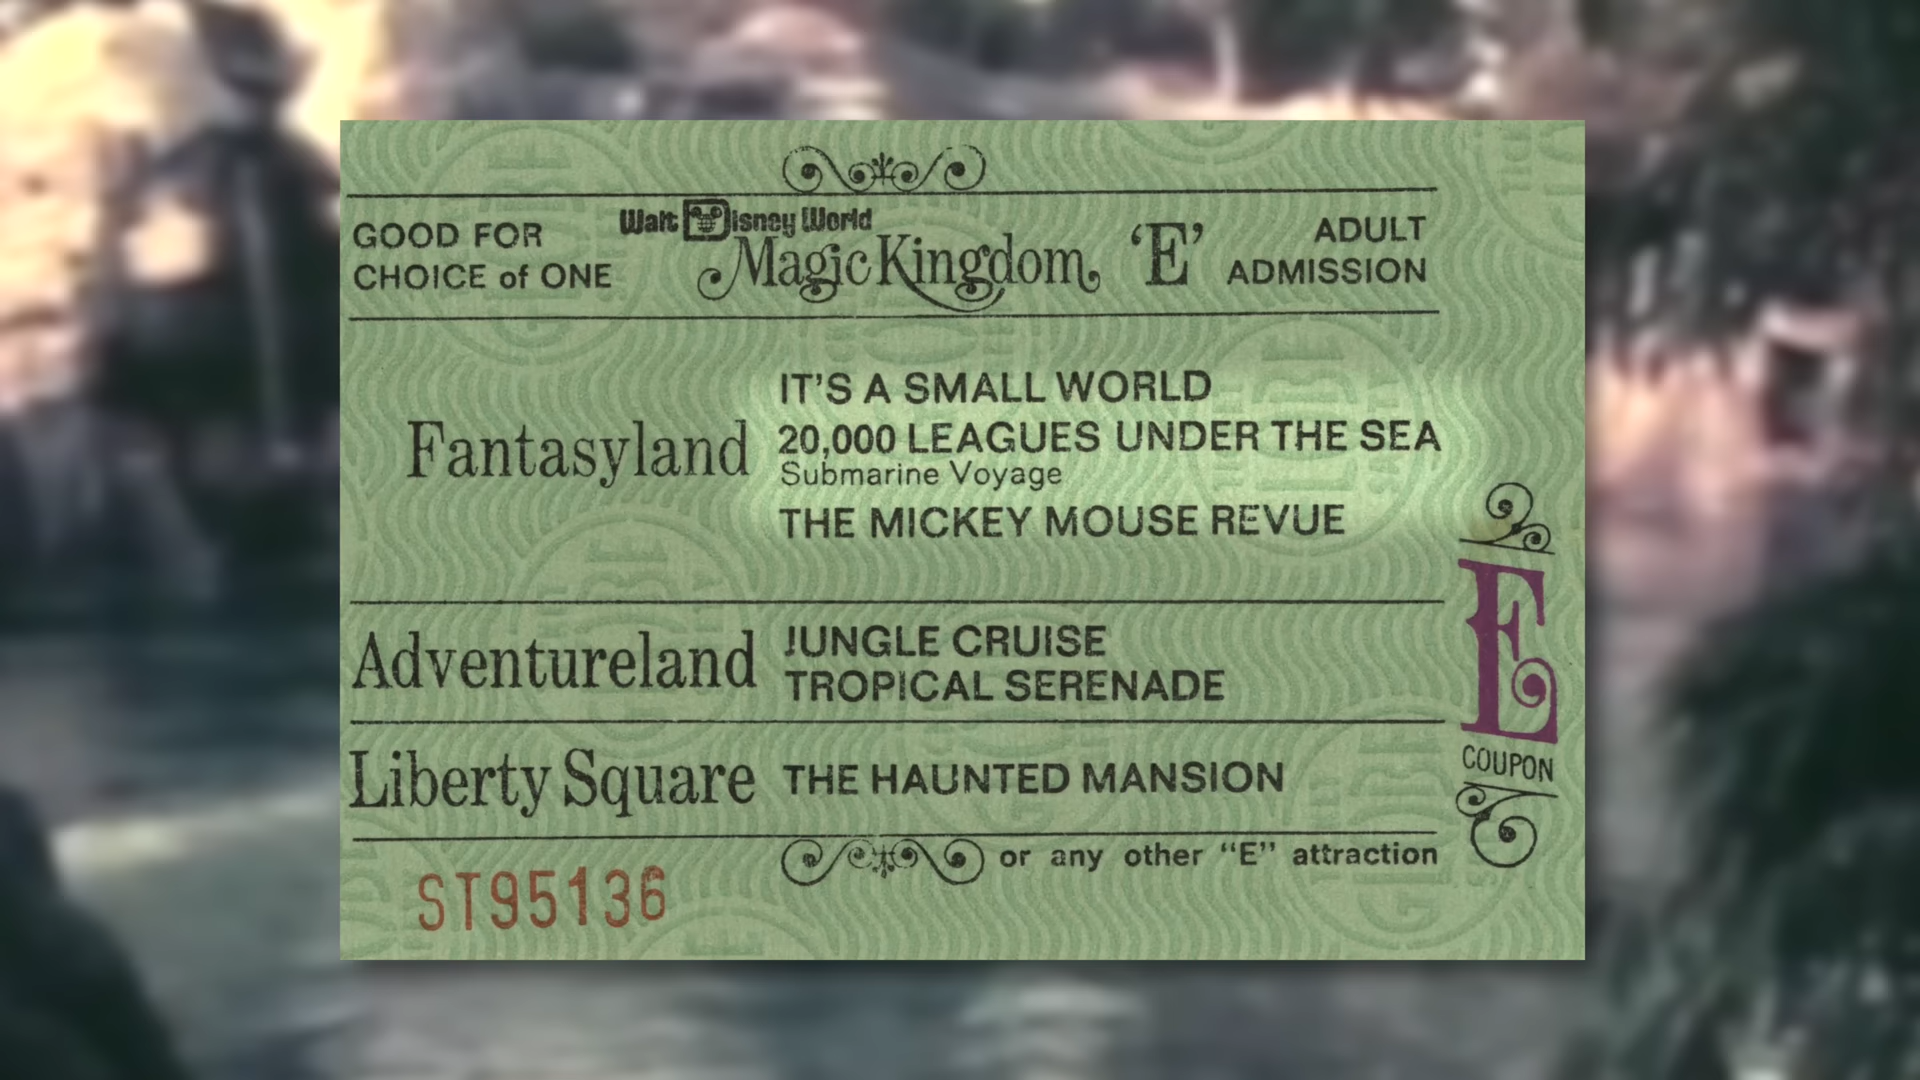 GOOD FOR
CHOICE of ONE
Walt Disney World
Magic Kingdom
'E'
ADULT
ADMISSION
Fantasyland
IT'S A SMALL WORLD
20,000 LEAGUES UNDER THE SEA
Submarine Voyage
THE MICKEY MOUSE REVUE
Adventureland
JUNGLE CRUISE
TROPICAL SERENADE
Liberty Square
THE HAUNTED MANSION
or any other "E" attraction
E
COUPON
ST95136